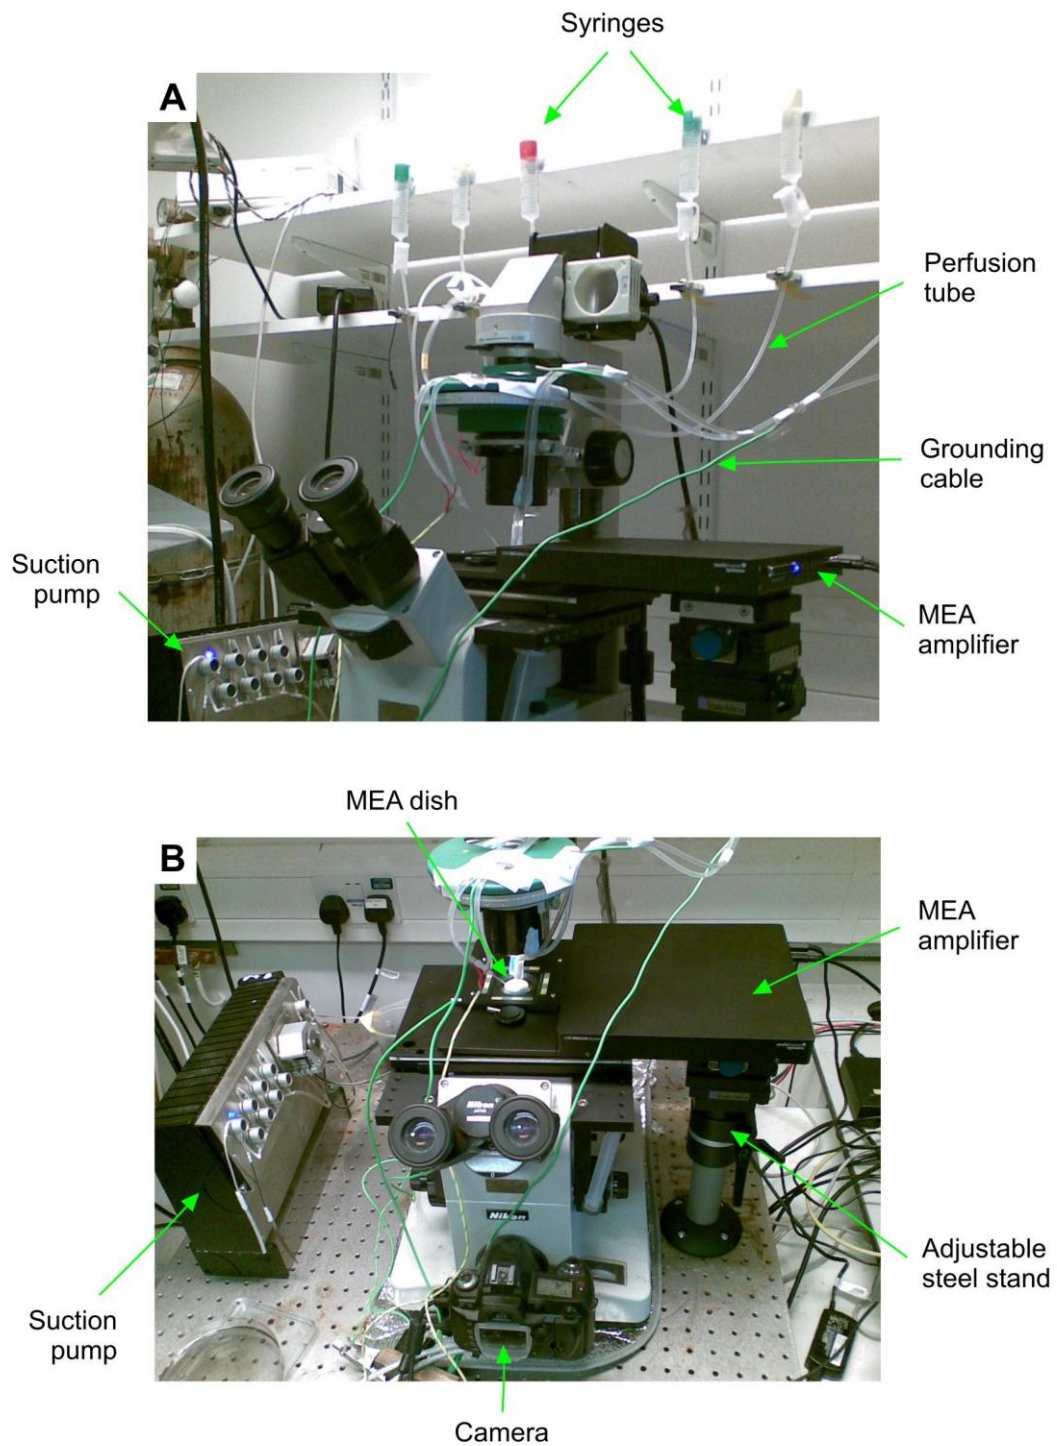 Syringes
A
Perfusion
tube
Grounding
cable
Suction
pump
MEA
amplifier
MEA dish
B
MEA
amplifier
Nikon
Nikon
Adjustable
steel stand
Suction
pump
Camera